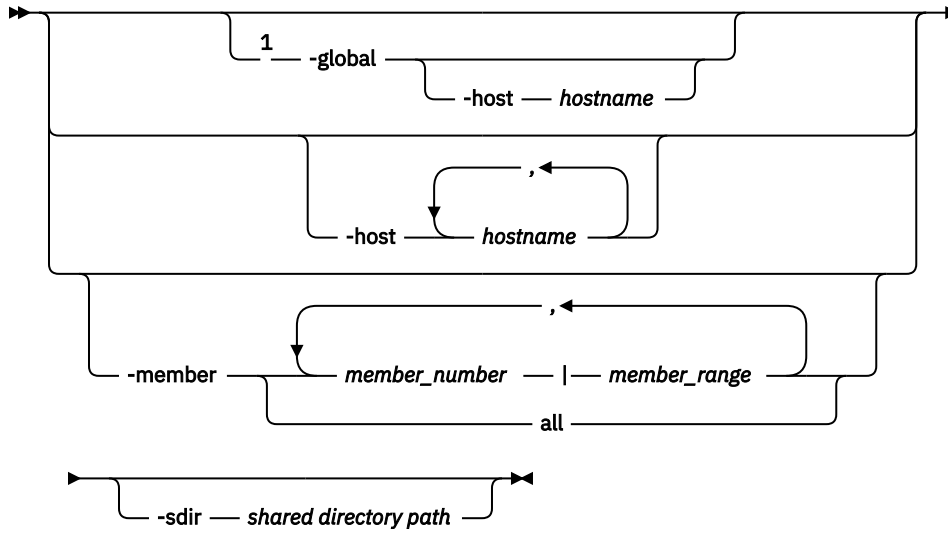 1
-global
-host hostname
,
-host hostname
,
-member member_number | member_range
all
-sdir shared directory path